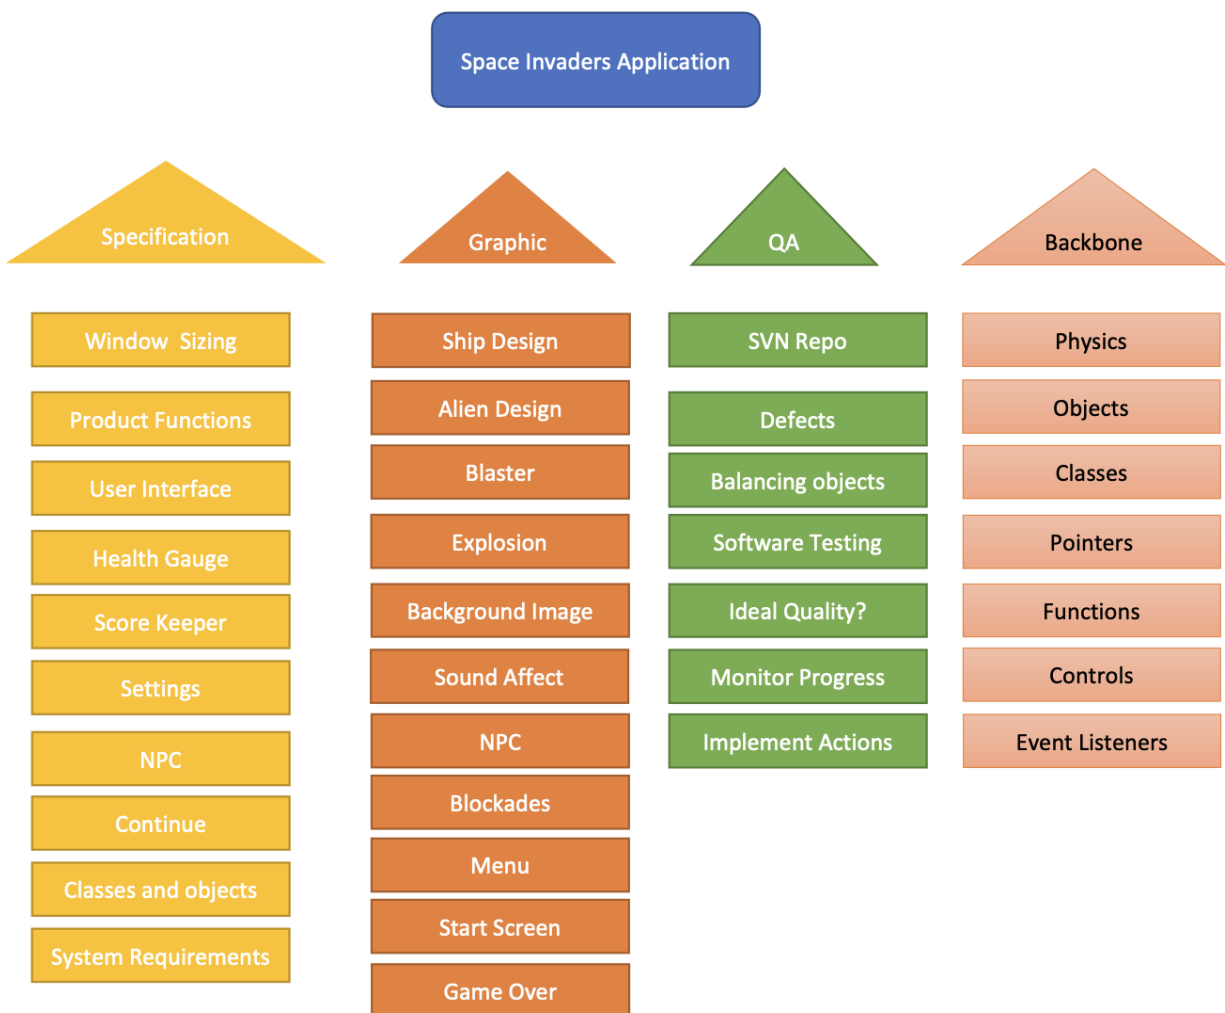 Space Invaders Application
Specification
Window  Sizing
Product Functions
User Interface
Health Gauge
Score Keeper
Settings
NPC
Continue
Classes and objects
System Requirements
Graphic
Ship Design
Alien Design
Blaster
Explosion
Background Image
Sound Affect
NPC
Blockades
Menu
Start Screen
Game Over
QA
SVN Repo
Defects
Balancing objects
Software Testing
Ideal Quality?
Monitor Progress
Implement Actions
Backbone
Physics
Objects
Classes
Pointers
Functions
Controls
Event Listeners